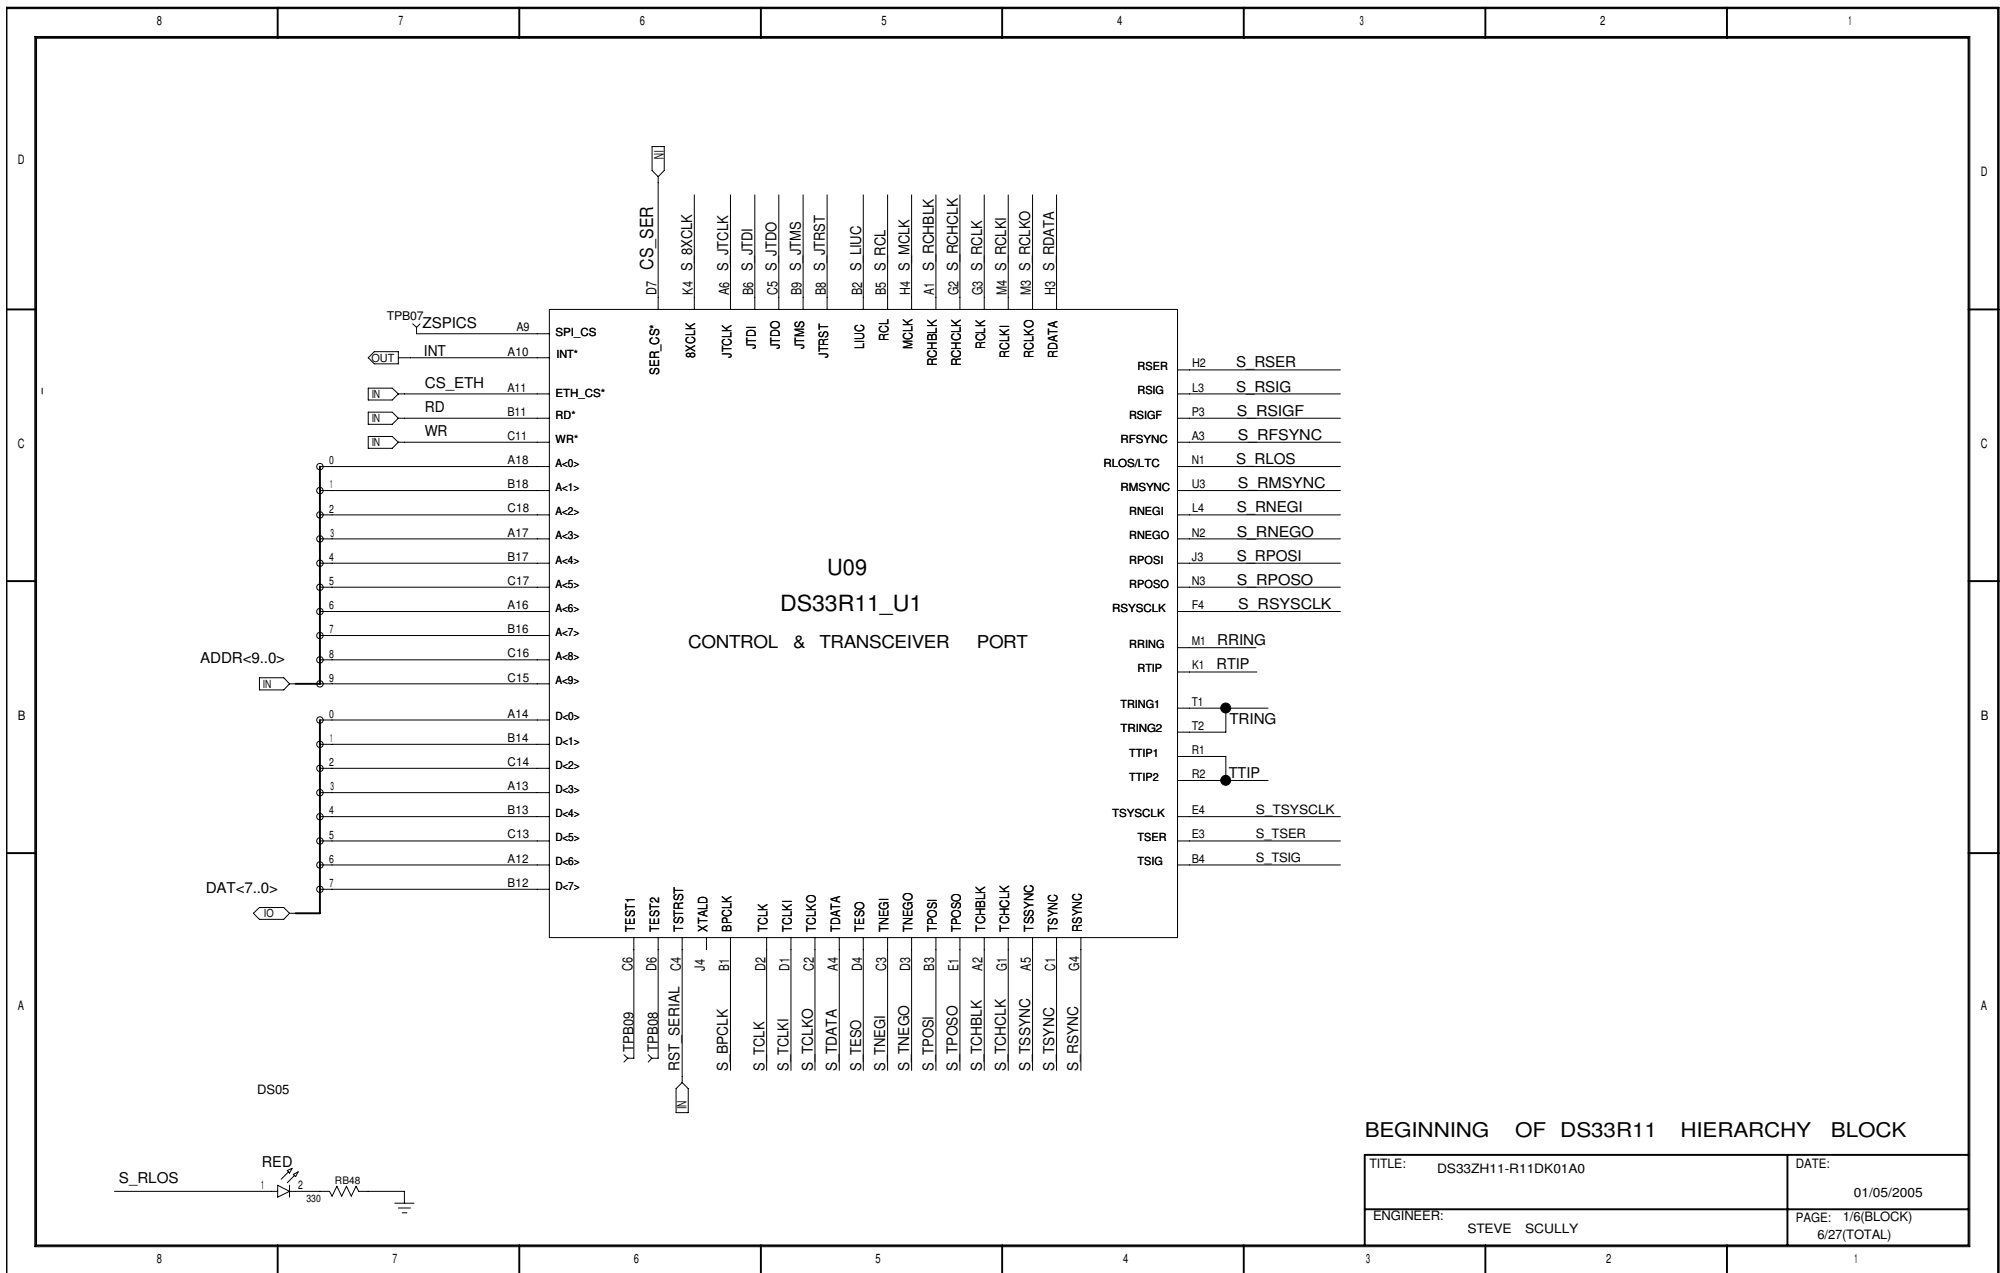 8 7 6 5 4 3 2 1
D D
C C
B B
A A
IN
D7 CS_SER
K4 S_8XCLK
A6 S_JTCLK
B6 S_JTDI
C5 S_JTDO
B9 S_JTMS
B8 S_JTRST
B2 S_LIUC
B5 S_RCL
H4 S_MCLK
A1 S_RCHBLK
G2 S_RCHCLK
G3 S_RCLK
M4 S_RCLKI
M3 S_RCLKO
H3 S_RDATA
SER_CS*
8XCLK
JTCLK
JTDI
JTDO
JTMS
JTRST
LIUC
RCL
MCLK
RCHBLK
RCHCLK
RCLK
RCLKI
RCLKO
RDATA
TPB07 ZSPICS A9 SPI_CS
OUT INT A10 INT*
IN CS_ETH A11 ETH_CS*
IN RD B11 RD*
IN WR C11 WR*
0 A18 A<0>
1 B18 A<1>
2 C18 A<2>
3 A17 A<3>
4 B17 A<4>
5 C17 A<5>
6 A16 A<6>
7 B16 A<7>
8 C16 A<8>
9 C15 A<9>
ADDR<9..0>
IN
0 A14 D<0>
1 B14 D<1>
2 C14 D<2>
3 A13 D<3>
4 B13 D<4>
5 C13 D<5>
6 A12 D<6>
7 B12 D<7>
DAT<7..0>
IO
U09
DS33R11_U1
CONTROL & TRANSCEIVER PORT
RSER H2 S_RSER
RSIG L3 S_RSIG
RSIGF P3 S_RSIGF
RFSYNC A3 S_RFSYNC
RLOS/LTC N1 S_RLOS
RMSYNC U3 S_RMSYNC
RNEGI L4 S_RNEGI
RNEGO N2 S_RNEGO
RPOSI J3 S_RPOSI
RPOSO N3 S_RPOSO
RSYSCLK F4 S_RSYSCLK
RRING M1 RRING
RTIP K1 RTIP
TRING1 T1
TRING
TRING2 T2
TTIP1 R1
TTIP2 R2 TTIP
TSYSCLK E4 S_TSYSCLK
TSER E3 S_TSER
TSIG B4 S_TSIG
TEST1 C6 TPB09
TEST2 D6 TPB08
TSTRST C4 RST_SERIAL
IN
XTALD J4
BPCLK B1 S_BPCLK
TCLK D2 S_TCLK
TCLKI D1 S_TCLKI
TCLKO C2 S_TCLKO
TDATA A4 S_TDATA
TESO D4 S_TESO
TNEGI C3 S_TNEGI
TNEGO D3 S_TNEGO
TPOSI B3 S_TPOSI
TPOSO E1 S_TPOSO
TCHBLK A2 S_TCHBLK
TCHCLK G1 S_TCHCLK
TSSYNC A5 S_TSSYNC
TSYNC C1 S_TSYNC
RSYNC G4 S_RSYNC
DS05
RED
S_RLOS 1 2 330 RB48
BEGINNING OF DS33R11 HIERARCHY BLOCK
TITLE: DS33ZH11-R11DK01A0
DATE: 01/05/2005
ENGINEER: STEVE SCULLY
PAGE: 1/6(BLOCK)
6/27(TOTAL)
8 7 6 5 4 3 2 1